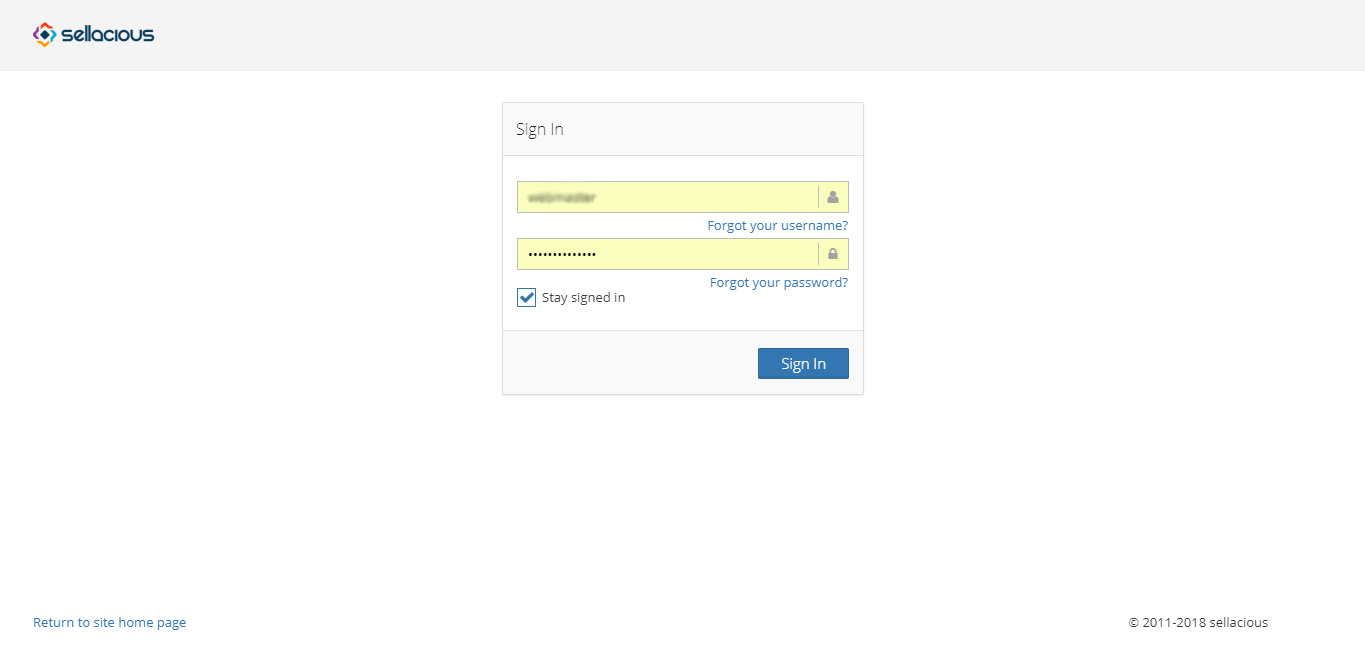 sellacious
Sign In
Forgot your username?
••••••••••••••
Forgot your password?
Stay signed in
Sign In
Return to site home page
© 2011-2018 sellacious